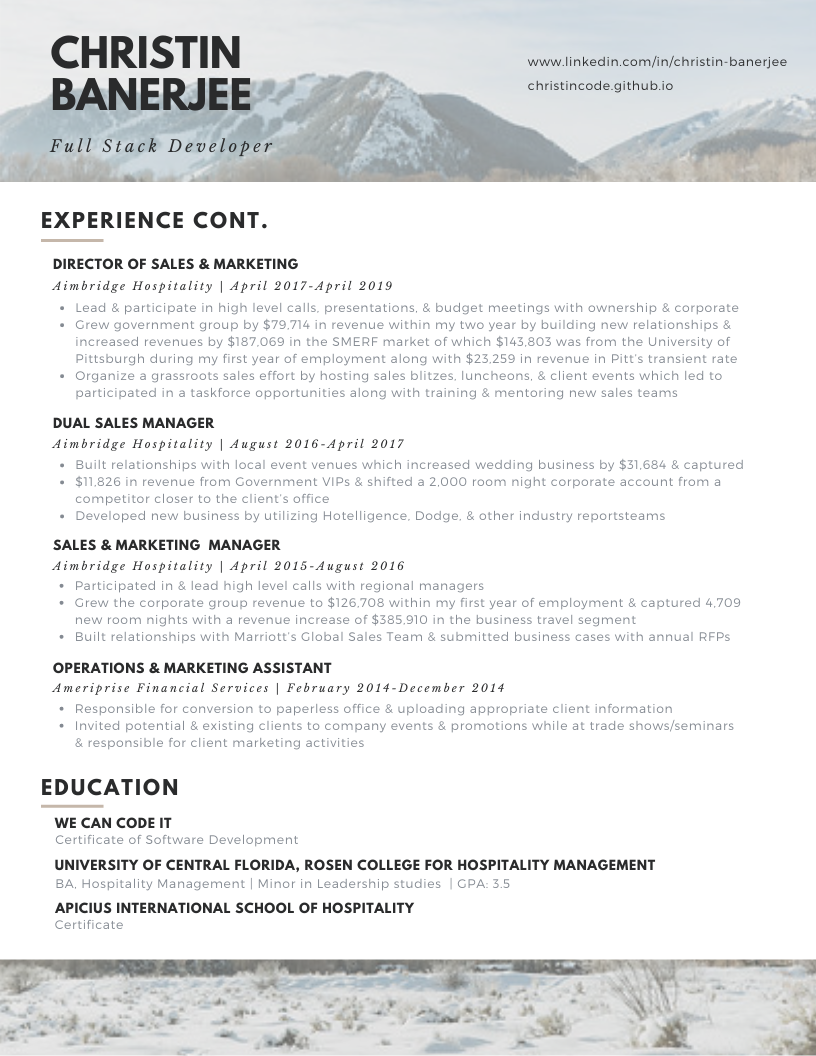 CHRISTIN
BANERJEE
Full Stack Developer
www.linkedin.com/in/christin-banerjee
christincode.github.io
EXPERIENCE CONT.
DIRECTOR OF SALES & MARKETING
Aimbridge Hospitality | April 2017-April 2019
• Lead & participate in high level calls, presentations, & budget meetings with ownership & corporate
• Grew government group by $79,714 in revenue within my two year by building new relationships &
increased revenues by $187,069 in the SMERF market of which $143,803 was from the University of
Pittsburgh during my first year of employment along with $23,259 in revenue in Pitt's transient rate
• Organize a grassroots sales effort by hosting sales blitzes, luncheons, & client events which led to
participated in a taskforce opportunities along with training & mentoring new sales teams
DUAL SALES MANAGER
Aimbridge Hospitality | August 2016-April 2017
• Built relationships with local event venues which increased wedding business by $31,684 & captured
• $11,826 in revenue from Government VIPs & shifted a 2,000 room night corporate account from a
competitor closer to the client's office
• Developed new business by utilizing Hotelligence, Dodge, & other industry reportsteams
SALES & MARKETING MANAGER
Aimbridge Hospitality | April 2015-August 2016
• Participated in & lead high level calls with regional managers
• Grew the corporate group revenue to $126,708 within my first year of employment & captured 4,709
new room nights with a revenue increase of $385,910 in the business travel segment
• Built relationships with Marriott's Global Sales Team & submitted business cases with annual RFPs
OPERATIONS & MARKETING ASSISTANT
Ameriprise Financial Services | February 2014-December 2014
• Responsible for conversion to paperless office & uploading appropriate client information
• Invited potential & existing clients to company events & promotions while at trade shows/seminars
& responsible for client marketing activities
EDUCATION
WE CAN CODE IT
Certificate of Software Development
UNIVERSITY OF CENTRAL FLORIDA, ROSEN COLLEGE FOR HOSPITALITY MANAGEMENT
BA, Hospitality Management | Minor in Leadership studies | GPA: 3.5
APICIUS INTERNATIONAL SCHOOL OF HOSPITALITY
Certificate